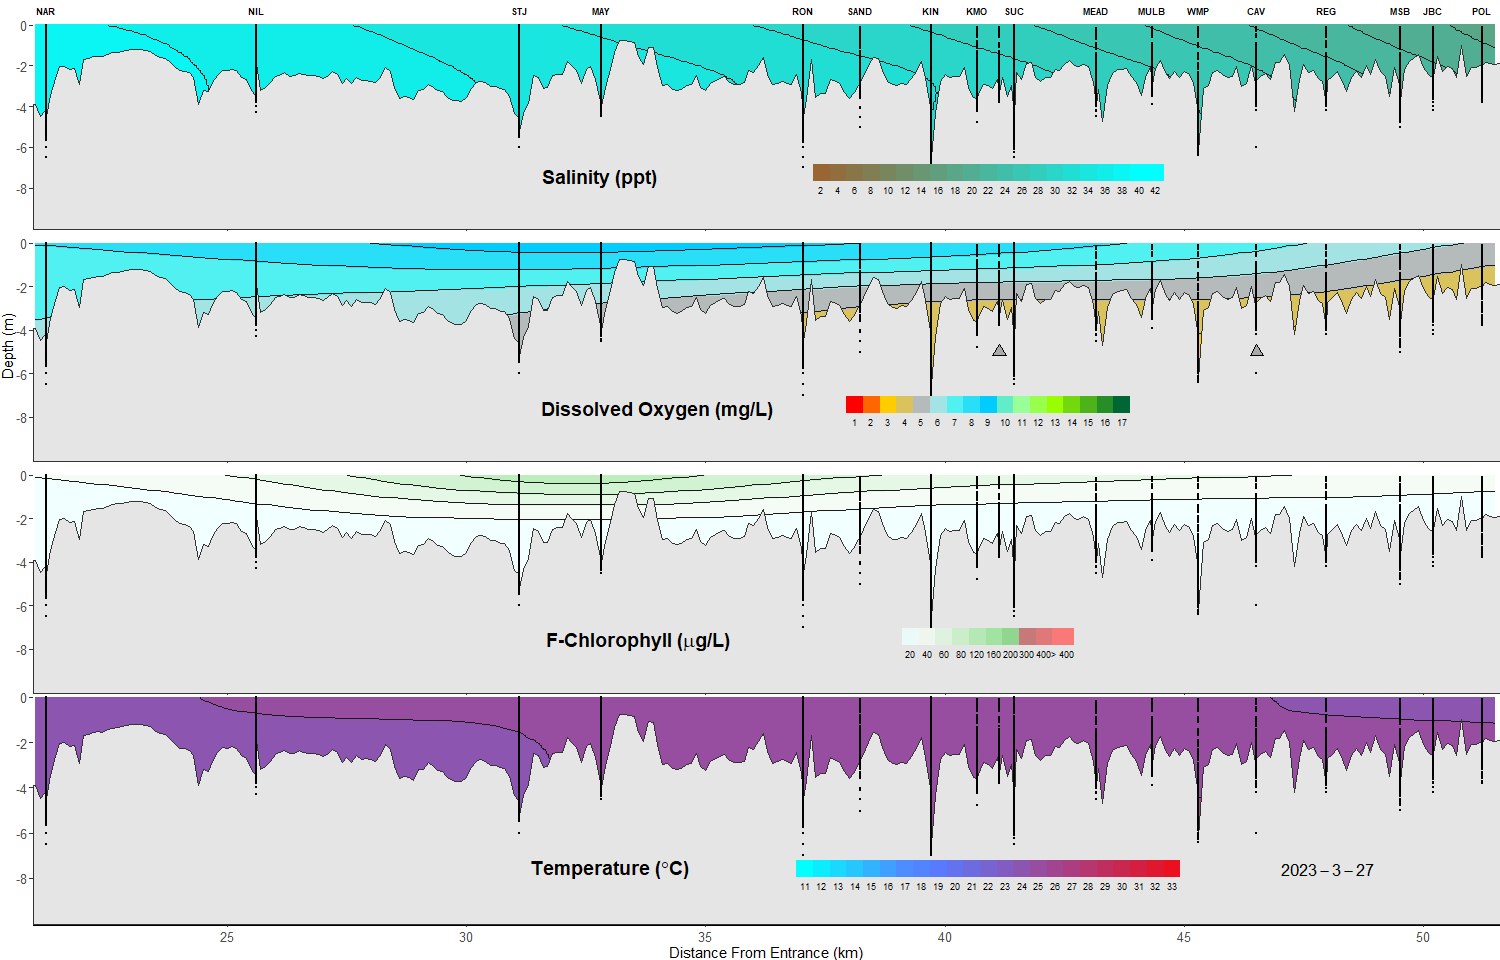 NAR NIL STJ MAY RON SAND KIN KMO SUC MEAD MULB WMP CAV REG MSB JBC POL
0
-2
-4
-6
-8
Salinity (ppt)
2 4 6 8 10 12 14 16 18 20 22 24 26 28 30 32 34 36 38 40 42
Depth (m)
0
-2
-4
-6
-8
Dissolved Oxygen (mg/L)
1 2 3 4 5 6 7 8 9 10 11 12 13 14 15 16 17
0
-2
-4
-6
-8
F-Chlorophyll (µg/L)
20 40 60 80 120 160 200 300 400> 400
0
-2
-4
-6
-8
Temperature (°C)
11 12 13 14 15 16 17 18 19 20 21 22 23 24 25 26 27 28 29 30 31 32 33
2023 – 3 – 27
25 30 35 40 45 50
Distance From Entrance (km)